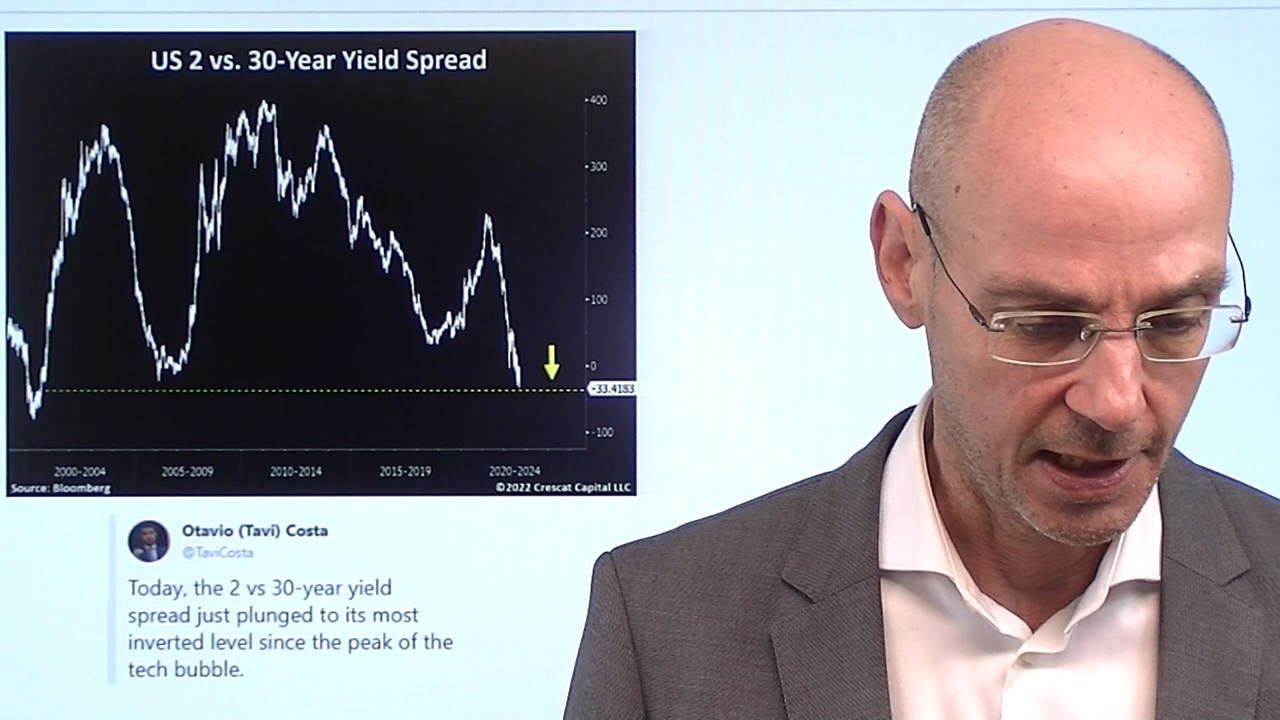 US 2 vs. 30-Year Yield Spread
400
300
200
100
0
-33.4183
-100
2000-2004 2005-2009 2010-2014 2015-2019 2020-2024
Source: Bloomberg ©2022 Crescat Capital LLC
Otavio (Tavi) Costa
@TaviCosta
Today, the 2 vs 30-year yield
spread just plunged to its most
inverted level since the peak of the
tech bubble.